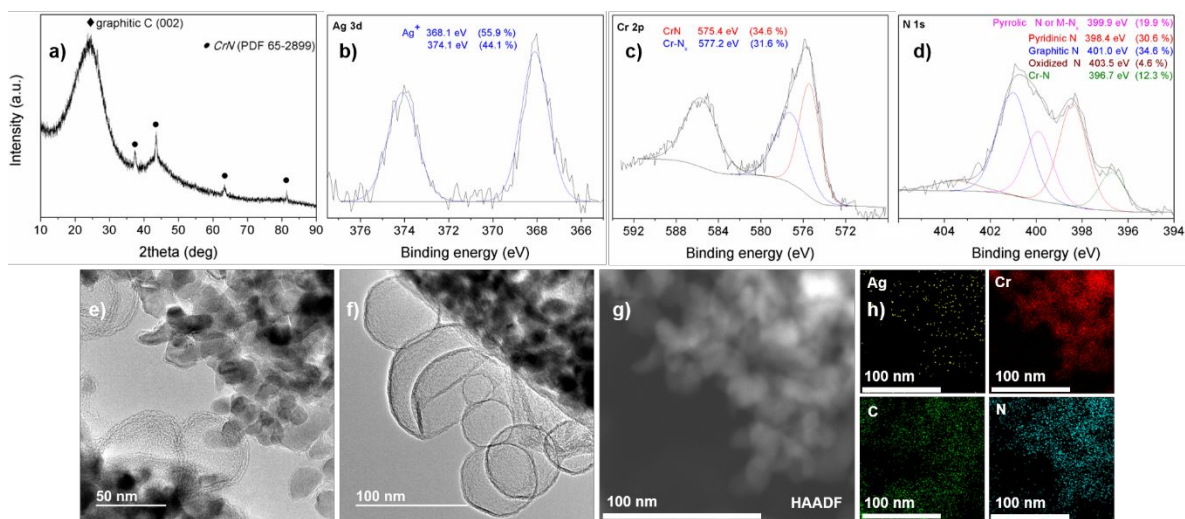 a)
◆ graphitic C (002)
● CrN (PDF 65-2899)
Intensity (a.u.)
10 20 30 40 50 60 70 80 90
2theta (deg)
Ag 3d
b)
Ag+ 368.1 eV (55.9 %)
374.1 eV (44.1 %)
376 374 372 370 368 366
Binding energy (eV)
Cr 2p
c)
CrN 575.4 eV (34.6 %)
Cr-Nx 577.2 eV (31.6 %)
592 588 584 580 576 572
Binding energy (eV)
N 1s
d)
Pyrrolic N or M-Nx 399.9 eV (19.9 %)
Pyridinic N 398.4 eV (30.6 %)
Graphitic N 401.0 eV (34.6 %)
Oxidized N 403.5 eV (4.6 %)
Cr-N 396.7 eV (12.3 %)
404 402 400 398 396 394
Binding energy (eV)
e)
50 nm
f)
100 nm
g)
HAADF
h)
Ag
100 nm
Cr
100 nm
C
100 nm
N
100 nm